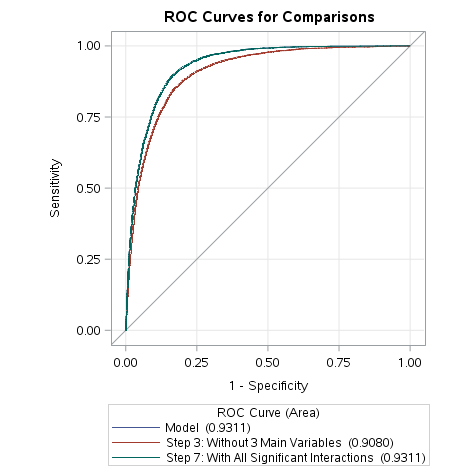 ROC Curves for Comparisons
1.00
0.75
0.50
0.25
0.00
Sensitivity
0.00 0.25 0.50 0.75 1.00
1 - Specificity
ROC Curve (Area)
Model (0.9311)
Step 3: Without 3 Main Variables (0.9080)
Step 7: With All Significant Interactions (0.9311)